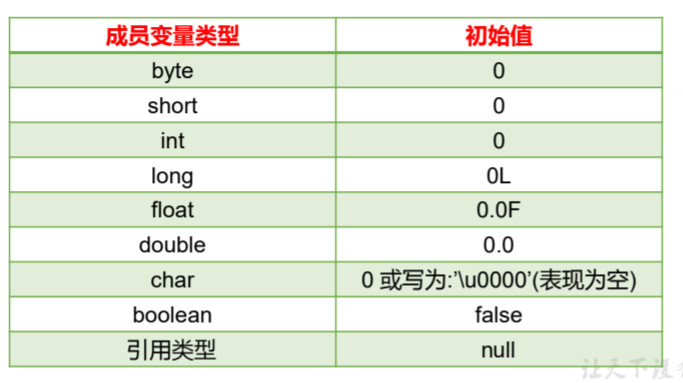 成员变量类型 初始值
byte 0
short 0
int 0
long 0L
float 0.0F
double 0.0
char 0 或写为:’\u0000’(表现为空)
boolean false
引用类型 null
让天下没